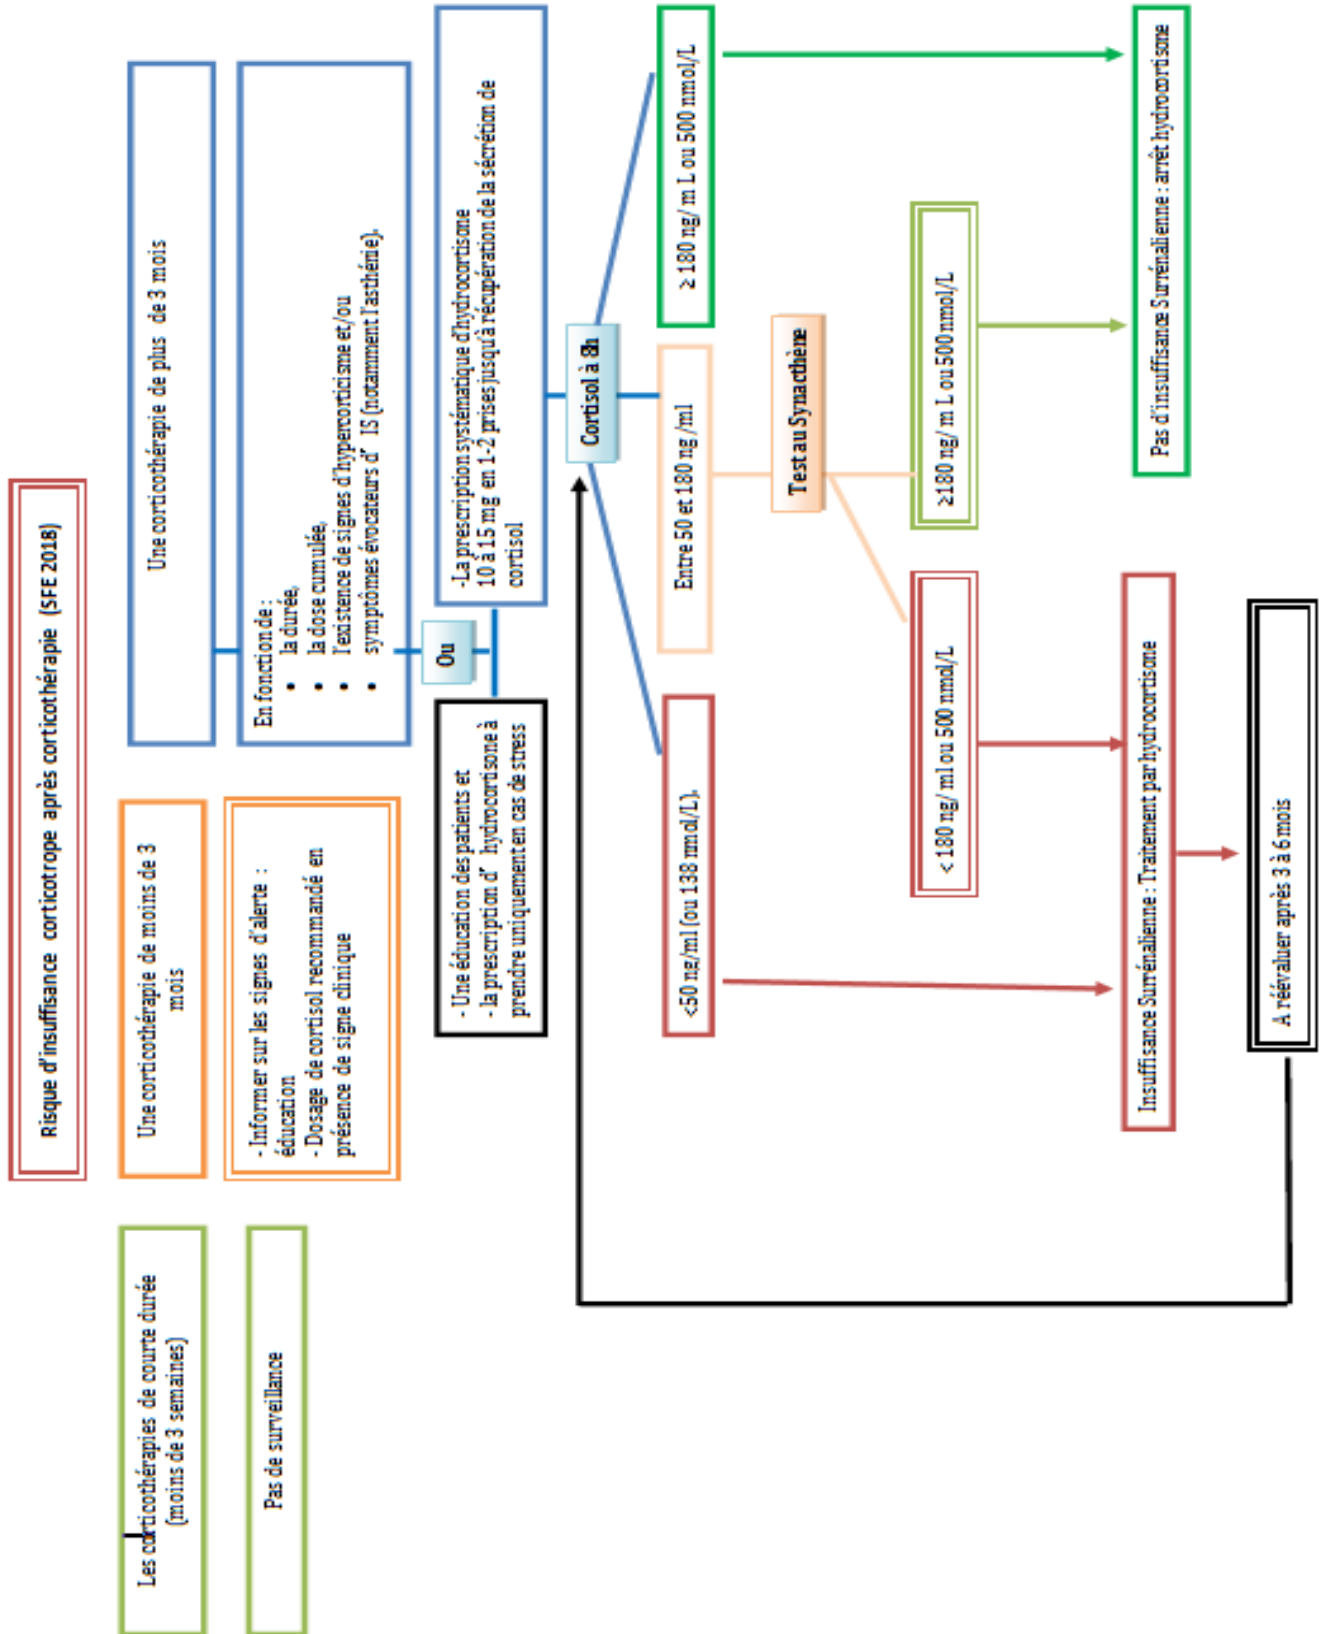 Risque d'insuffisance corticotrope après corticothérapie (SFE 2018)
Les corticothérapies de courte durée
(moins de 3 semaines)
Pas de surveillance
Une corticothérapie de moins de 3
mois
- Informer sur les signes d'alerte :
éducation
- Dosage de cortisol recommandé en
présence de signe clinique
Une corticothérapie de plus de 3 mois
En fonction de :
• la durée,
• la dose cumulée,
• l'existence de signes d'hypercorticisme et/ou
• symptômes évocateurs d' IS (notamment l'asthénie).
Ou
- Une éducation des patients et
- la prescription d' hydrocortisone à
prendre uniquement en cas de stress
-La prescription systématique d'hydrocortisone
10 à 15 mg en 1-2 prises jusqu'à récupération de la sécrétion de
cortisol
Cortisol à 8h
<50 ng/ml (ou 138 nmol/L).
Entre 50 et 180 ng /ml
≥ 180 ng/ m L ou 500 nmol/L
Test au Synacthène
< 180 ng/ ml ou 500 nmol/L
≥180 ng/ m L ou 500 nmol/L
Insuffisance Surrénalienne : Traitement par hydrocortisone
Pas d'insuffisance Surrénalienne : arrêt hydrocortisone
A réévaluer après 3 à 6 mois